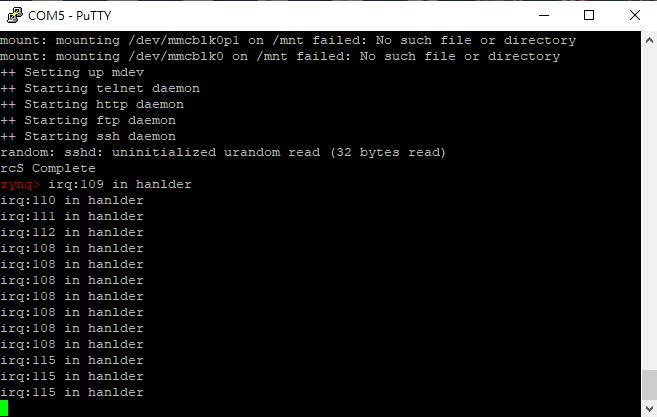 COM5 - PuTTY
mount: mounting /dev/mmcblk0p1 on /mnt failed: No such file or directory
mount: mounting /dev/mmcblk0 on /mnt failed: No such file or directory
++ Setting up mdev
++ Starting telnet daemon
++ Starting http daemon
++ Starting ftp daemon
++ Starting ssh daemon
random: sshd: uninitialized urandom read (32 bytes read)
rcS Complete
zynq> irq:109 in hanlder
irq:110 in hanlder
irq:111 in hanlder
irq:112 in hanlder
irq:108 in hanlder
irq:108 in hanlder
irq:108 in hanlder
irq:108 in hanlder
irq:108 in hanlder
irq:108 in hanlder
irq:108 in hanlder
irq:115 in hanlder
irq:115 in hanlder
irq:115 in hanlder